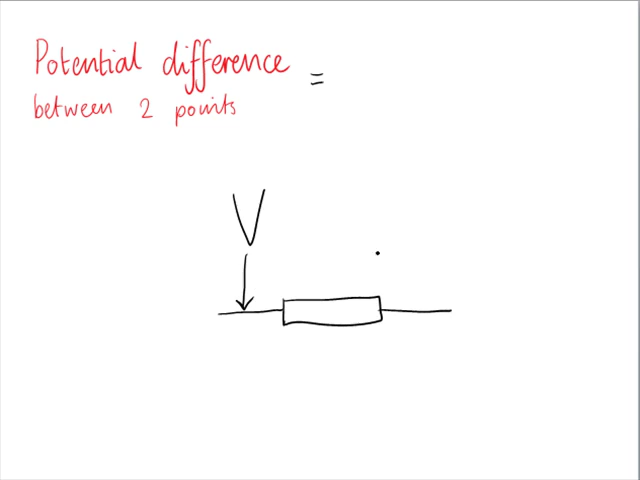 Potential difference =
between 2 points
V